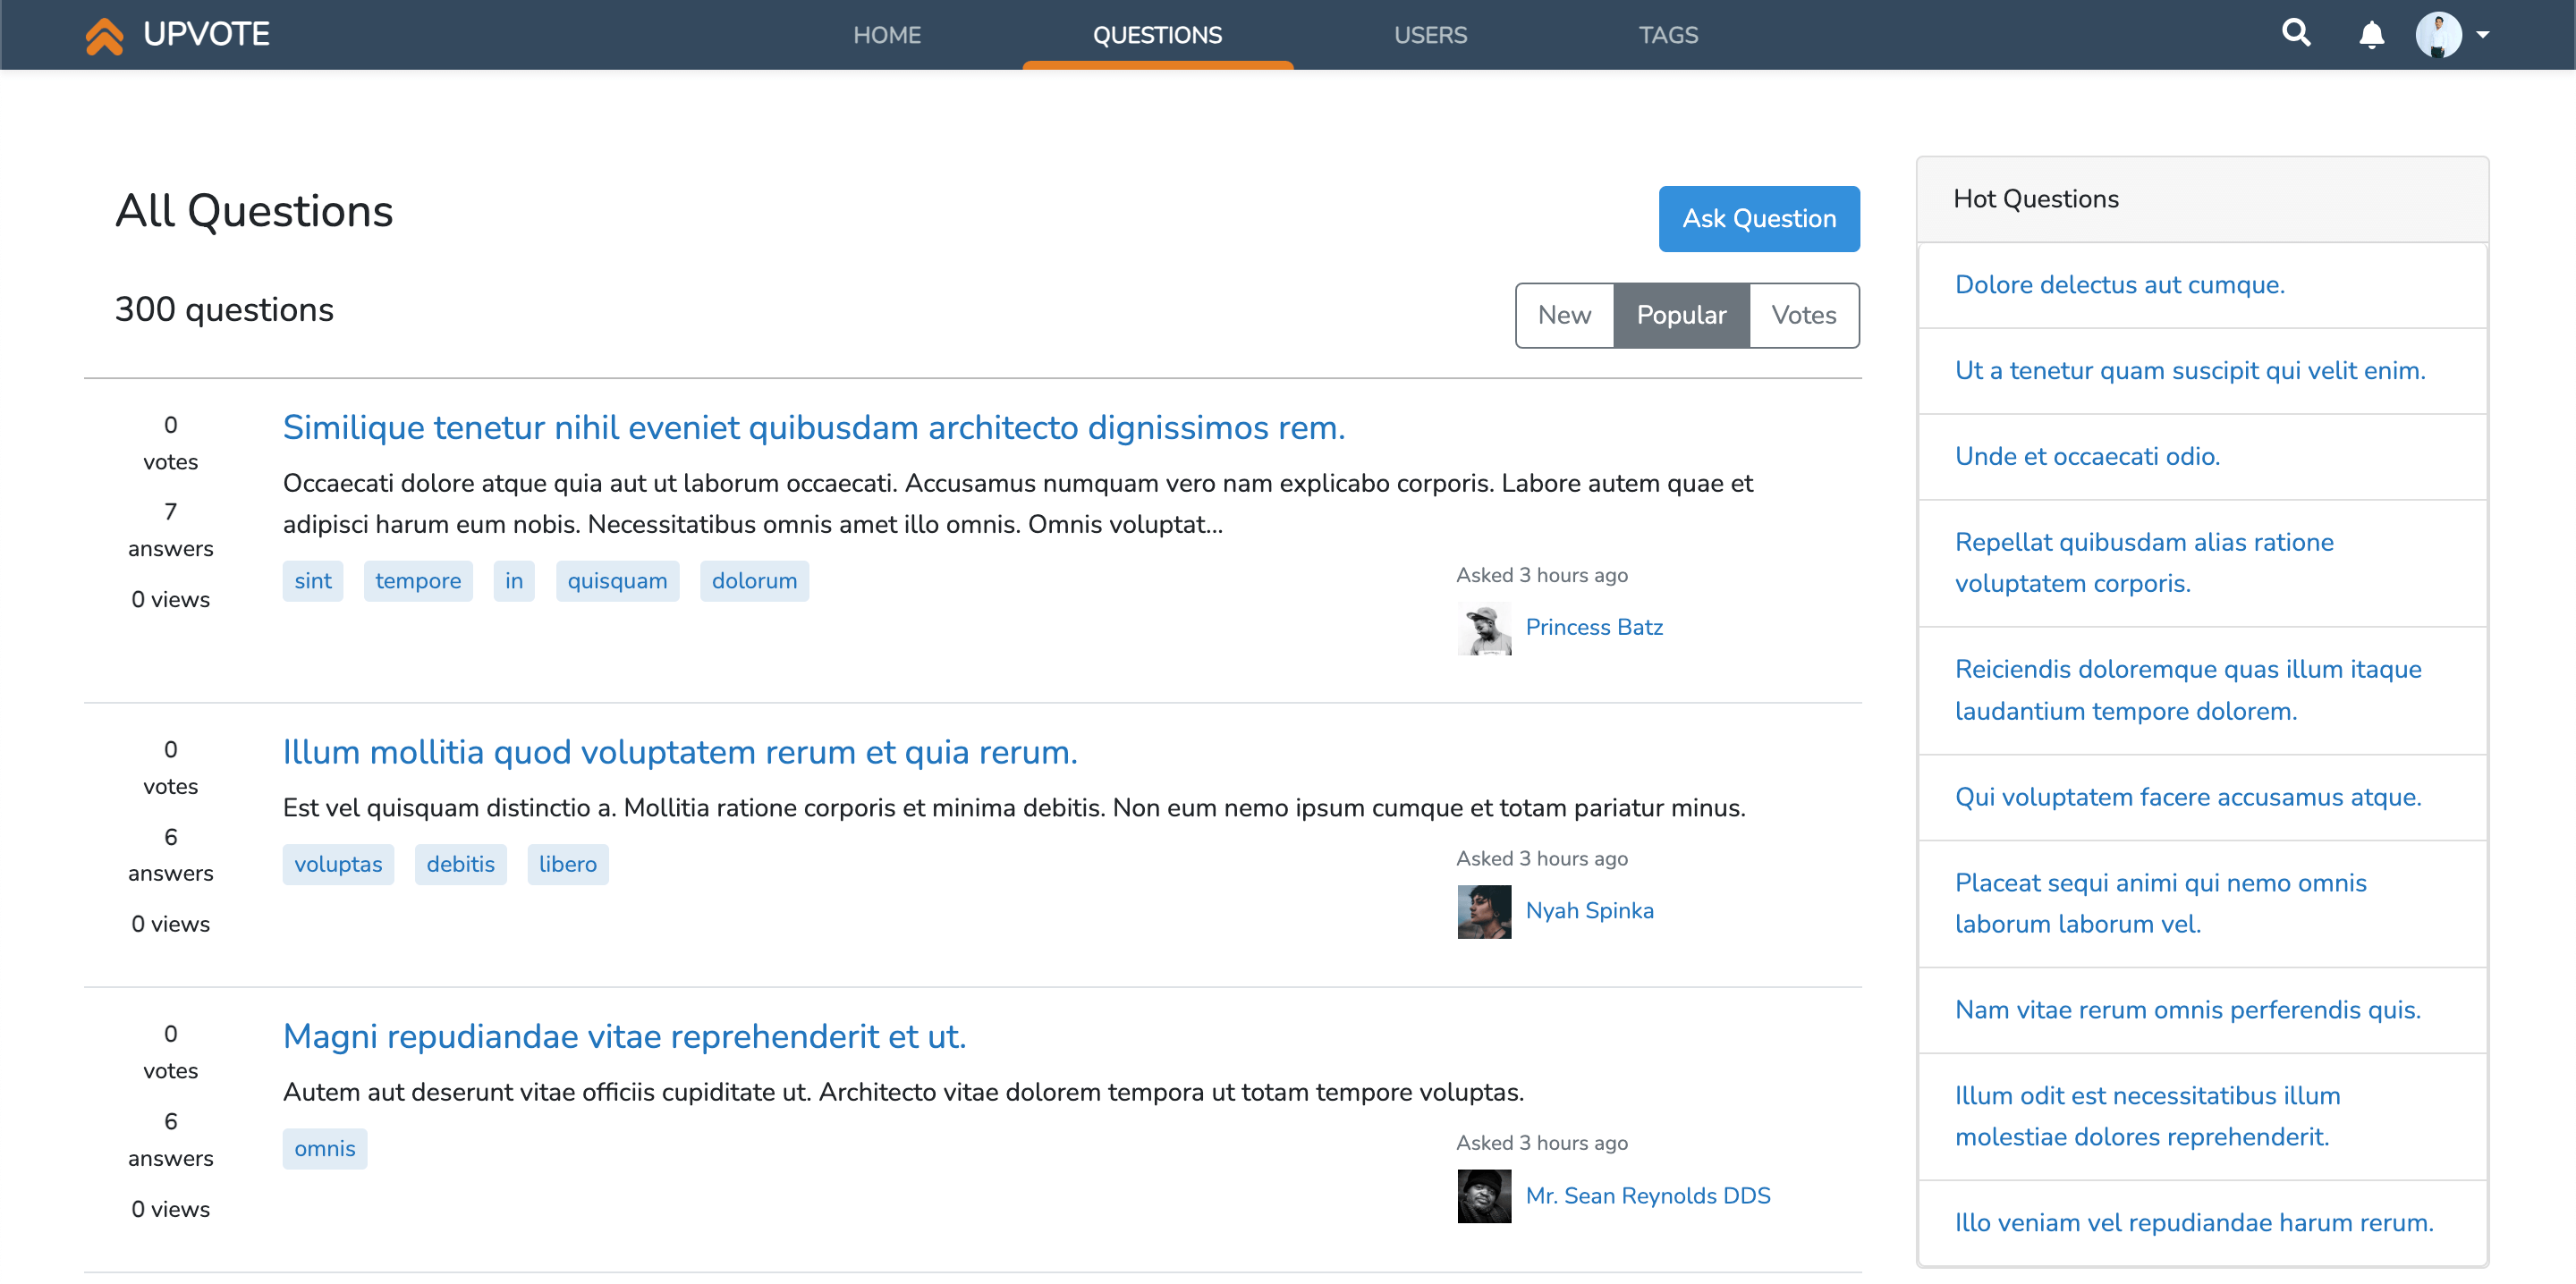 UPVOTE
HOME
QUESTIONS
USERS
TAGS
All Questions
Ask Question
300 questions
New
Popular
Votes
0
votes
7
answers
0 views
Similique tenetur nihil eveniet quibusdam architecto dignissimos rem.
Occaecati dolore atque quia aut ut laborum occaecati. Accusamus numquam vero nam explicabo corporis. Labore autem quae et
adipisci harum eum nobis. Necessitatibus omnis amet illo omnis. Omnis voluptat...
sint
tempore
in
quisquam
dolorum
Asked 3 hours ago
Princess Batz
0
votes
6
answers
0 views
Illum mollitia quod voluptatem rerum et quia rerum.
Est vel quisquam distinctio a. Mollitia ratione corporis et minima debitis. Non eum nemo ipsum cumque et totam pariatur minus.
voluptas
debitis
libero
Asked 3 hours ago
Nyah Spinka
0
votes
6
answers
0 views
Magni repudiandae vitae reprehenderit et ut.
Autem aut deserunt vitae officiis cupiditate ut. Architecto vitae dolorem tempora ut totam tempore voluptas.
omnis
Asked 3 hours ago
Mr. Sean Reynolds DDS
Hot Questions
Dolore delectus aut cumque.
Ut a tenetur quam suscipit qui velit enim.
Unde et occaecati odio.
Repellat quibusdam alias ratione
voluptatem corporis.
Reiciendis doloremque quas illum itaque
laudantium tempore dolorem.
Qui voluptatem facere accusamus atque.
Placeat sequi animi qui nemo omnis
laborum laborum vel.
Nam vitae rerum omnis perferendis quis.
Illum odit est necessitatibus illum
molestiae dolores reprehenderit.
Illo veniam vel repudiandae harum rerum.